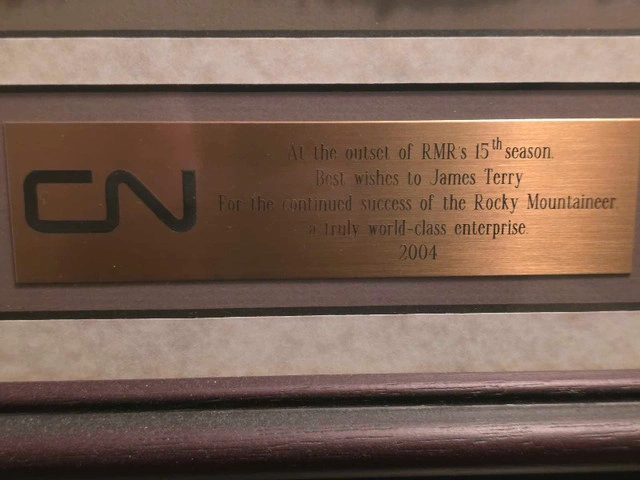 CN
At the outset of RMR's 15th season.
Best wishes to James Terry
For the continued success of the Rocky Mountaineer,
a truly world-class enterprise.
2004